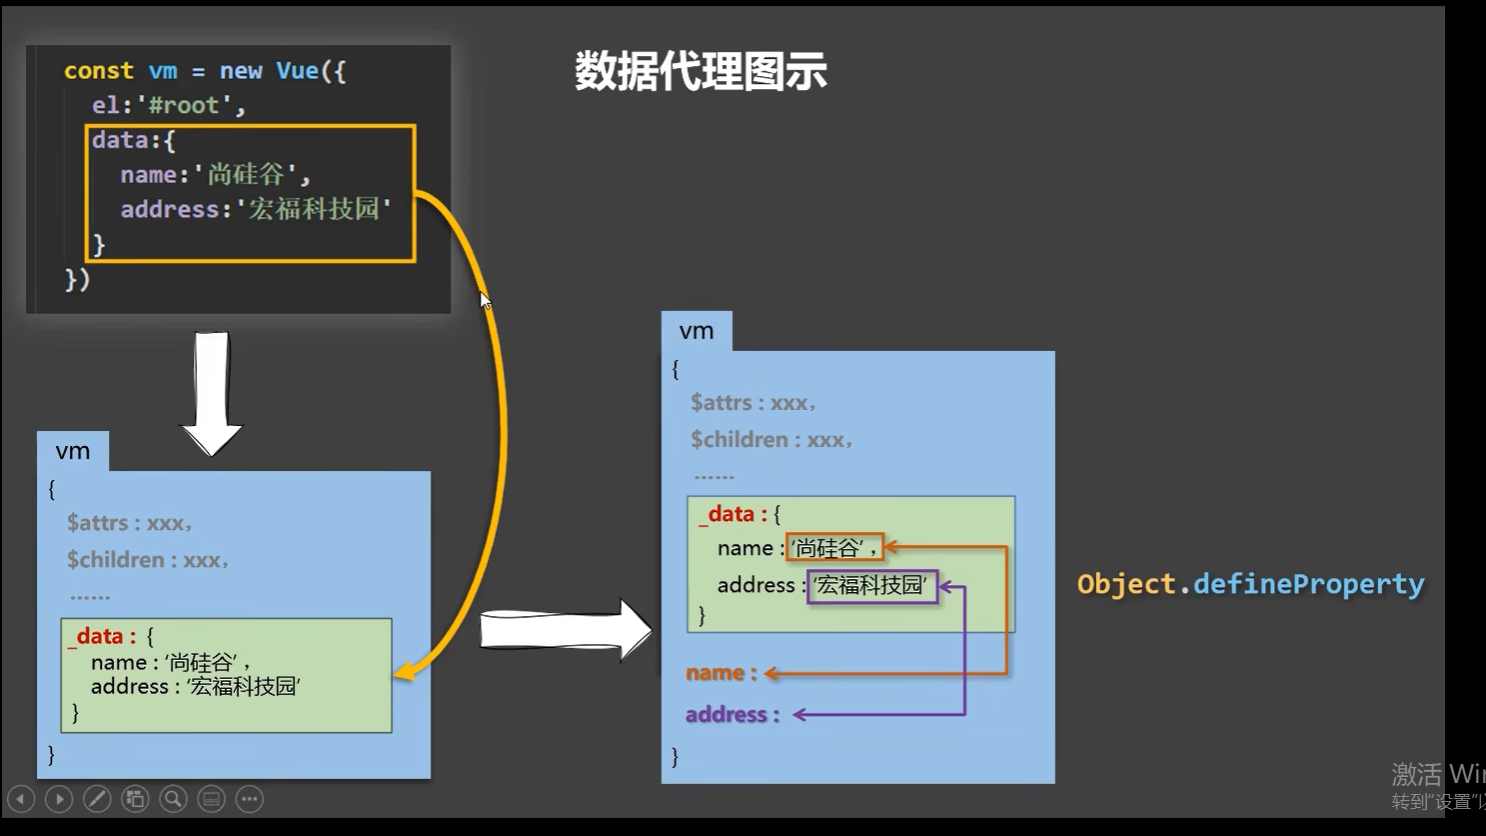 数据代理图示
const vm = new Vue({
el:'#root',
data:{
name:'尚硅谷',
address:'宏福科技园'
}
})
vm
{
$attrs : xxx，
$children : xxx，
……
_data : {
name : ‘尚硅谷’，
address : ‘宏福科技园’
}
}
vm
{
$attrs : xxx，
$children : xxx，
……
_data : {
name : ‘尚硅谷’，
address : ‘宏福科技园’
}
name :
address :
}
Object.defineProperty
激活 Win
转到“设置”以